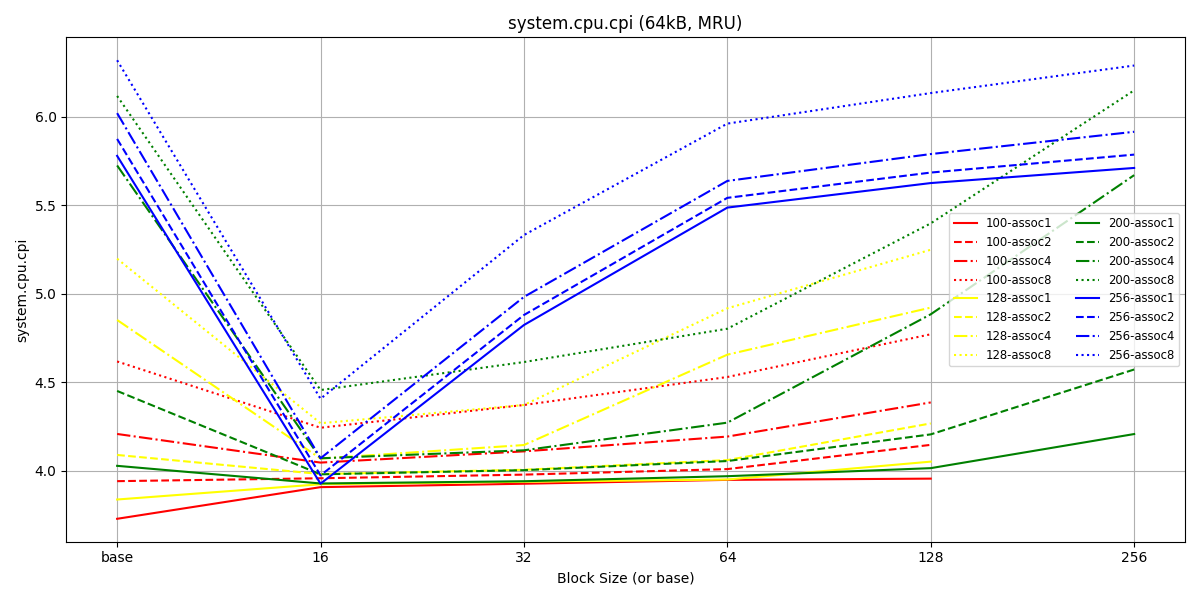 system.cpu.cpi (64kB, MRU)
system.cpu.cpi
6.0
5.5
5.0
4.5
4.0
100-assoc1
100-assoc2
100-assoc4
100-assoc8
128-assoc1
128-assoc2
128-assoc4
128-assoc8
200-assoc1
200-assoc2
200-assoc4
200-assoc8
256-assoc1
256-assoc2
256-assoc4
256-assoc8
base 16 32 64 128 256
Block Size (or base)